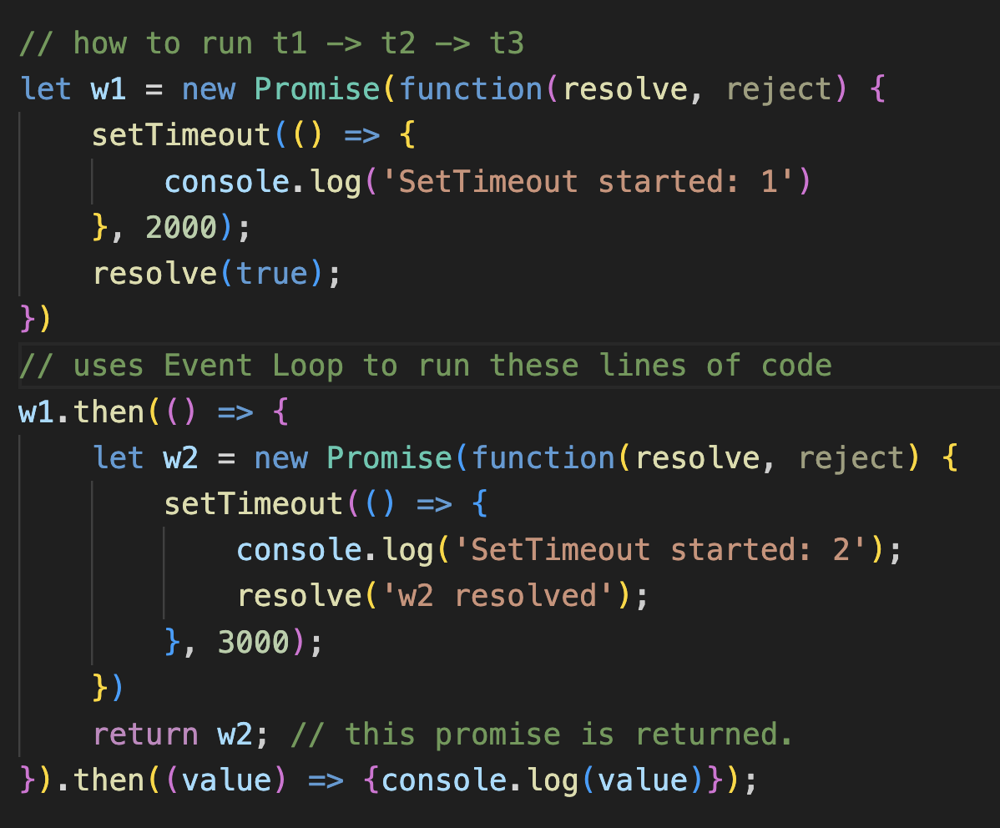 // how to run t1 -> t2 -> t3
let w1 = new Promise(function(resolve, reject) {
    setTimeout(() => {
        console.log('SetTimeout started: 1')
    }, 2000);
    resolve(true);
})
// uses Event Loop to run these lines of code
w1.then(() => {
    let w2 = new Promise(function(resolve, reject) {
        setTimeout(() => {
            console.log('SetTimeout started: 2');
            resolve('w2 resolved');
        }, 3000);
    })
    return w2; // this promise is returned.
}).then((value) => {console.log(value)});